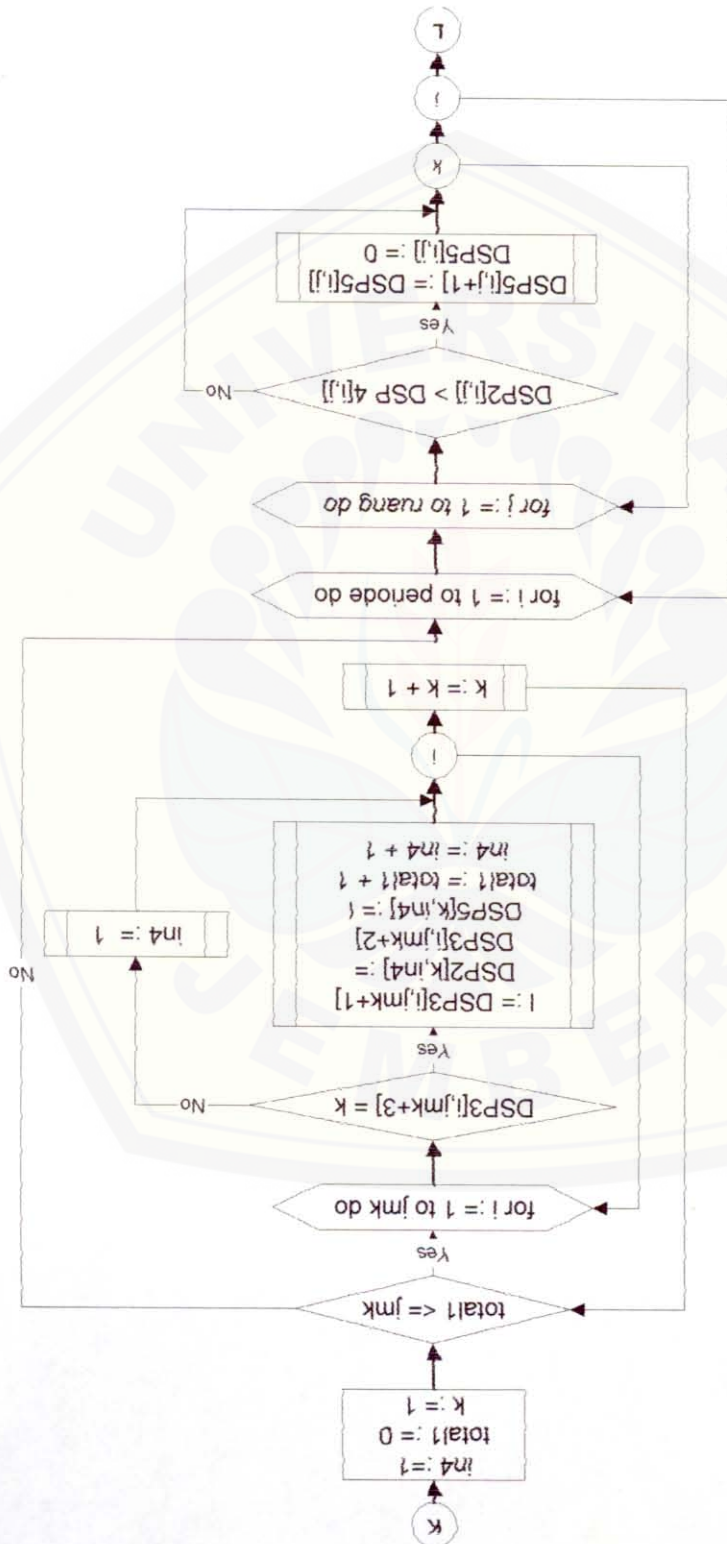 K
in4 :=1
total1 := 0
k := 1
total1 <= jmk
Yes
No
for i := 1 to jmk do
DSP3[i,jmk+3] = k
No
Yes
l := DSP3[i,jmk+1]
DSP2[k,in4] :=
DSP3[i,jmk+2]
DSP5[k,in4] := l
total1 := total1 + 1
in4 := in4 + 1
in4 := 1
i
k := k + 1
for i := 1 to periode do
for j := 1 to ruang do
DSP2[i,j] > DSP 4[i,j]
No
Yes
DSP5[i,j+1] := DSP5[i,j]
DSP5[i,j] := 0
k
i
L
UNIVERSITA
JEMBER